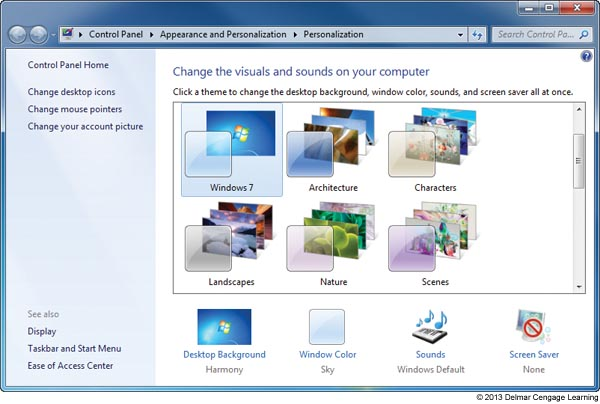 Control Panel ▸ Appearance and Personalization ▸ Personalization
Search Control Pa...
Control Panel Home
Change desktop icons
Change mouse pointers
Change your account picture
Change the visuals and sounds on your computer
Click a theme to change the desktop background, window color, sounds, and screen saver all at once.
Windows 7
Architecture
Characters
Landscapes
Nature
Scenes
See also
Display
Taskbar and Start Menu
Ease of Access Center
Desktop Background
Harmony
Window Color
Sky
Sounds
Windows Default
Screen Saver
None
© 2013 Delmar Cengage Learning